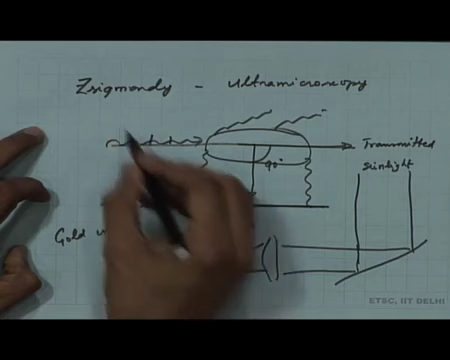 Zsigmondy - Ultramicroscopy
Transmitted
90°
Sunlight
Gold
ETSC, IIT DELHI